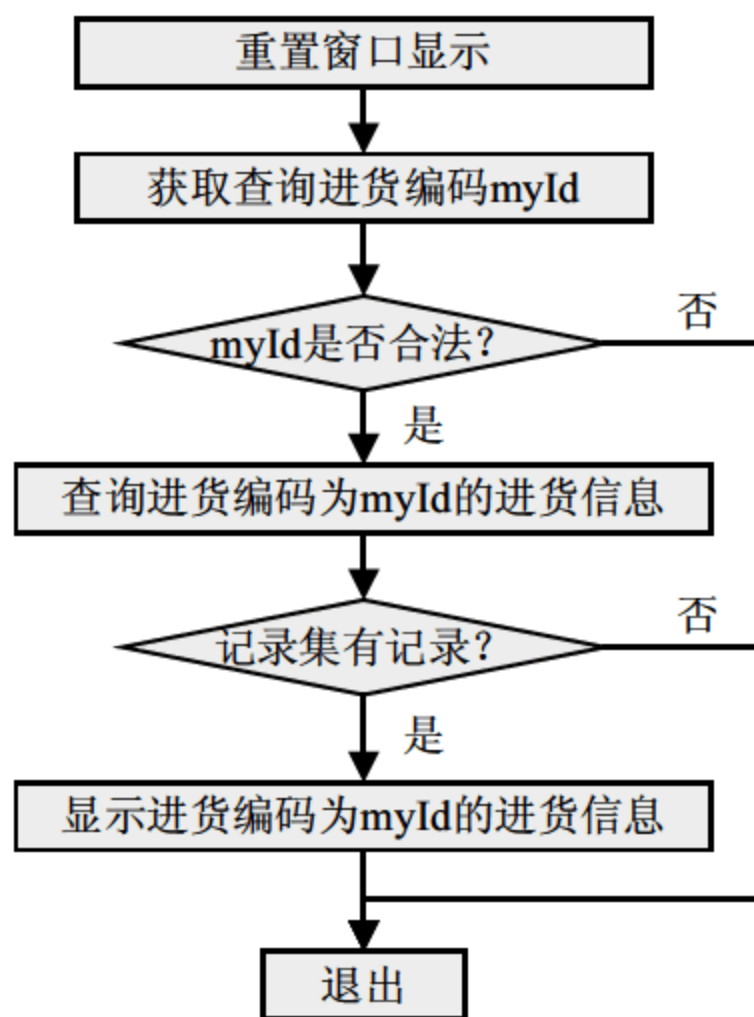 重置窗口显示
获取查询进货编码myId
myId是否合法？
否
是
查询进货编码为myId的进货信息
记录集有记录？
否
是
显示进货编码为myId的进货信息
退出